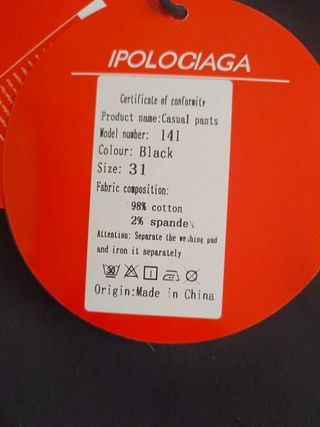 IPOLOCIAGA
Certificate of conformity
Product name:Casual pants
Model number: 141
Colour: Black
Size: 31
Fabric composition:
98% cotton
2% spandex
Attention: Separate the washing pad
and iron it separately
Origin:Made in China